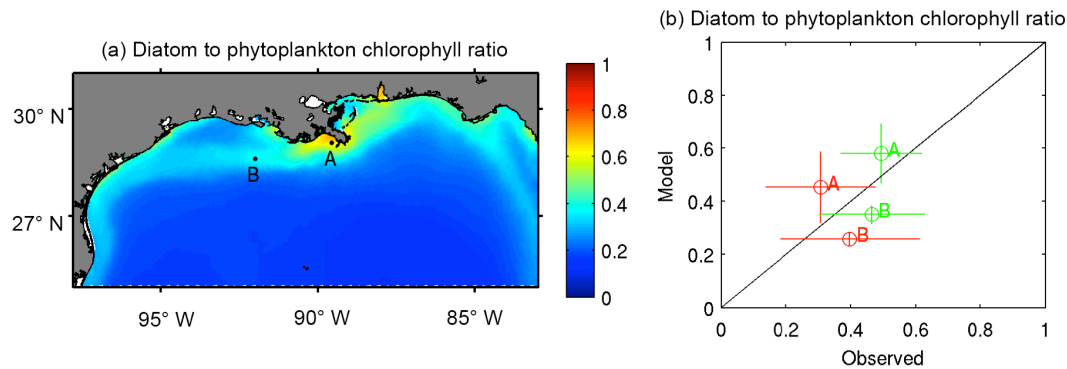 (a) Diatom to phytoplankton chlorophyll ratio
30° N
27° N
95° W
90° W
85° W
A
B
1
0.8
0.6
0.4
0.2
0
(b) Diatom to phytoplankton chlorophyll ratio
Model
1
0.8
0.6
0.4
0.2
0
A
A
B
B
0
0.2
0.4
0.6
0.8
1
Observed